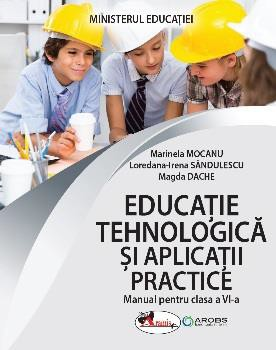 MINISTERUL EDUCAȚIEI
Marinela MOCANU
Loredana-Irena SĂNDULESCU
Magda DACHE
EDUCAȚIE
TEHNOLOGICĂ
ȘI APLICAȚII
PRACTICE
Manual pentru clasa a VI-a
Aramis
AROBS